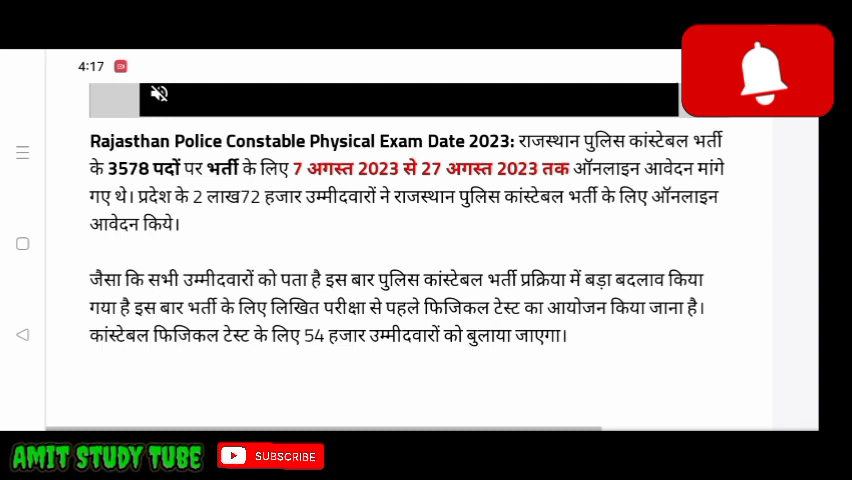 4:17
Rajasthan Police Constable Physical Exam Date 2023: राजस्थान पुलिस कांस्टेबल भर्ती
के 3578 पदों पर भर्ती के लिए 7 अगस्त 2023 से 27 अगस्त 2023 तक ऑनलाइन आवेदन मांगे
गए थे। प्रदेश के 2 लाख72 हजार उम्मीदवारों ने राजस्थान पुलिस कांस्टेबल भर्ती के लिए ऑनलाइन
आवेदन किये।
जैसा कि सभी उम्मीदवारों को पता है इस बार पुलिस कांस्टेबल भर्ती प्रक्रिया में बड़ा बदलाव किया
गया है इस बार भर्ती के लिए लिखित परीक्षा से पहले फिजिकल टेस्ट का आयोजन किया जाना है।
कांस्टेबल फिजिकल टेस्ट के लिए 54 हजार उम्मीदवारों को बुलाया जाएगा।
AMIT STUDY TUBE SUBSCRIBE